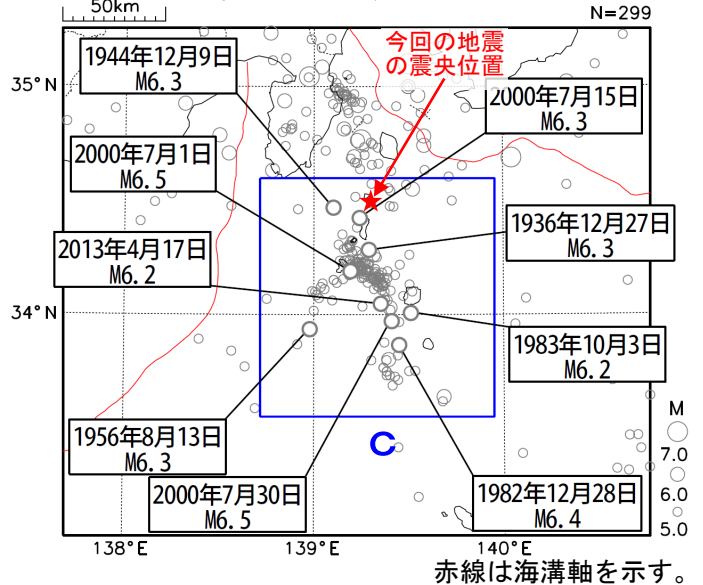 50km
N=299
今回の地震
の震央位置
1944年12月9日
M6.3
35°N
2000年7月15日
M6.3
2000年7月1日
M6.5
1936年12月27日
M6.3
2013年4月17日
M6.2
34°N
1983年10月3日
M6.2
1956年8月13日
M6.3
C
M
7.0
6.0
5.0
2000年7月30日
M6.5
1982年12月28日
M6.4
138°E
139°E
140°E
赤線は海溝軸を示す。